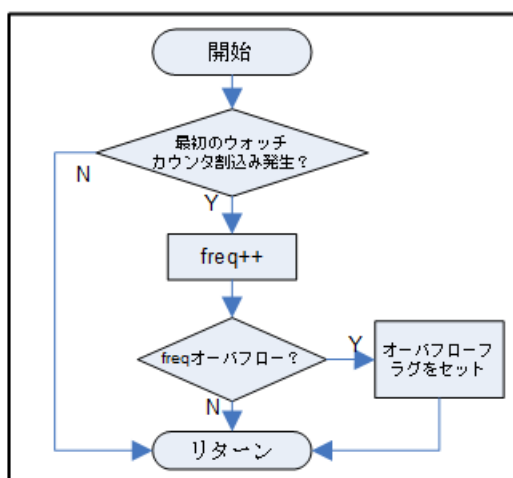 開始
最初のウォッチ
カウンタ割込み発生？
N
Y
freq++
freqオーバフロー？
Y
オーバフローフ
ラグをセット
N
リターン